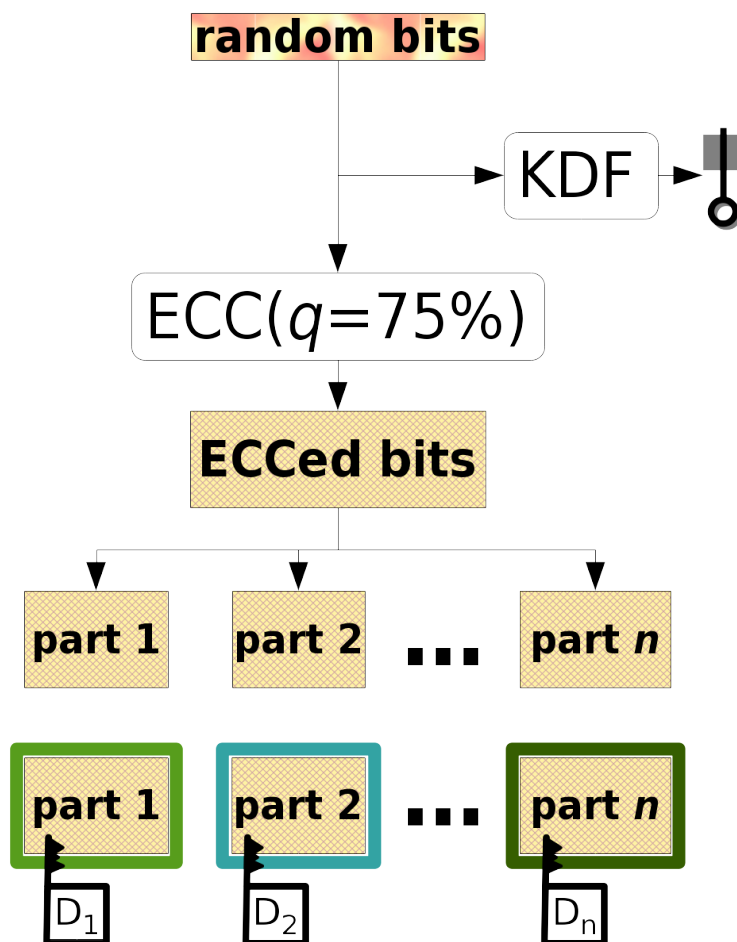 random bits
KDF
ECC(q=75%)
ECCed bits
part 1 part 2 ... part n
part 1 part 2 ... part n
D₁ D₂ Dₙ